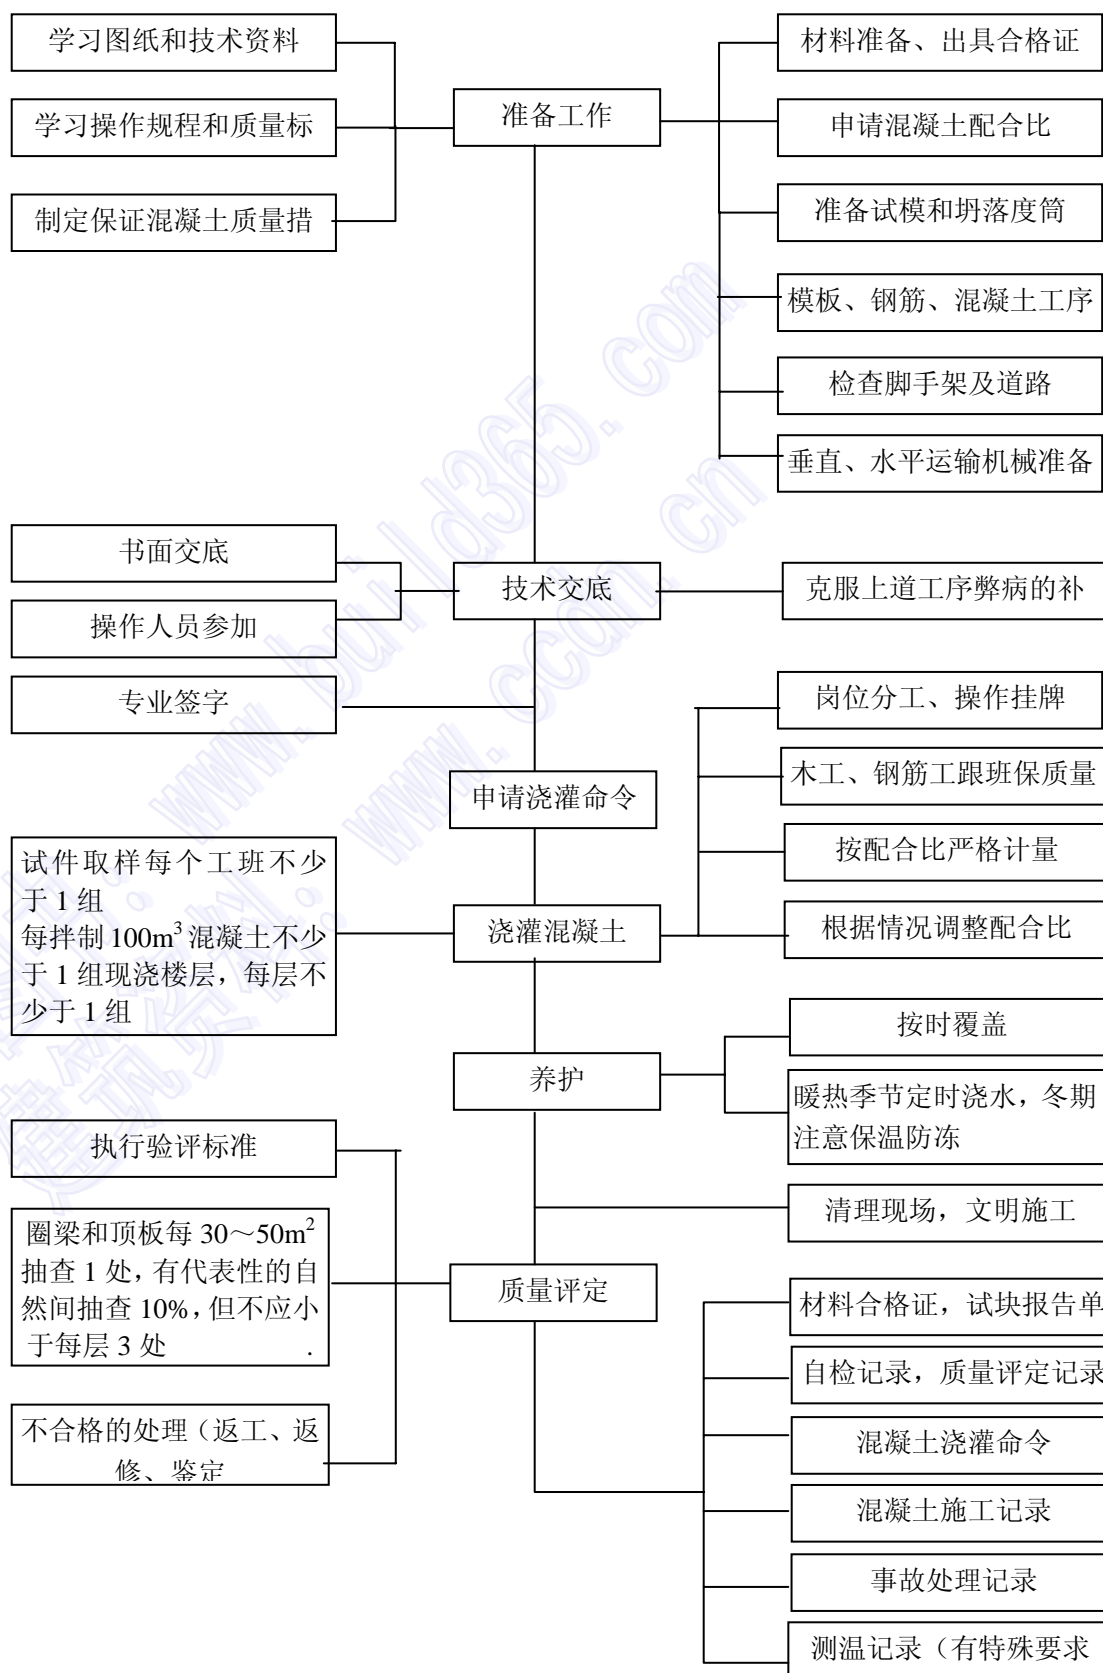 学习图纸和技术资料
学习操作规程和质量标
制定保证混凝土质量措
准备工作
材料准备、出具合格证
申请混凝土配合比
准备试模和坍落度筒
模板、钢筋、混凝土工序
检查脚手架及道路
垂直、水平运输机械准备
书面交底
操作人员参加
专业签字
技术交底
克服上道工序弊病的补
申请浇灌命令
岗位分工、操作挂牌
木工、钢筋工跟班保质量
按配合比严格计量
根据情况调整配合比
试件取样每个工班不少
于 1 组
每拌制 100m³ 混凝土不少
于 1 组现浇楼层，每层不
少于 1 组
浇灌混凝土
养护
按时覆盖
暖热季节定时浇水，冬期
注意保温防冻
清理现场，文明施工
执行验评标准
圈梁和顶板每 30～50m²
抽查 1 处，有代表性的自
然间抽查 10%，但不应小
于每层 3 处 .
不合格的处理（返工、返
修、鉴定
质量评定
材料合格证，试块报告单
自检记录，质量评定记录
混凝土浇灌命令
混凝土施工记录
事故处理记录
测温记录（有特殊要求
www.build365.com
建筑资料：www.ccdn.cn